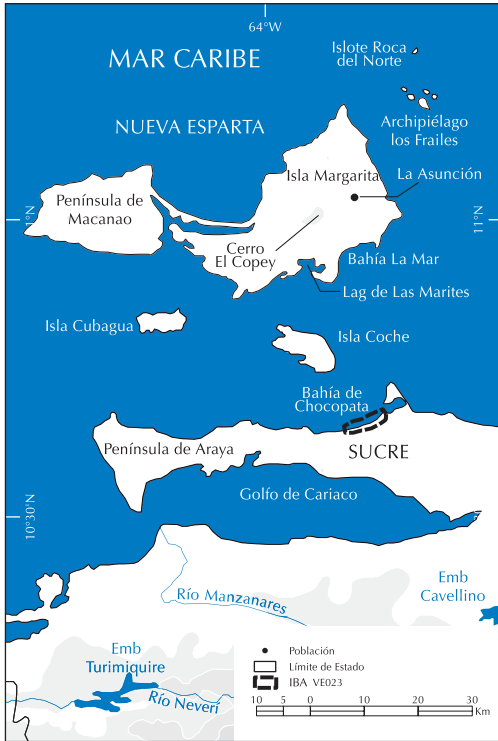 64°W
MAR CARIBE
Islote Roca
del Norte
NUEVA ESPARTA
Archipiélago
los Frailes
Isla Margarita
La Asunción
Península de
Macanao
1°N
11°N
Cerro
El Copey
Bahía La Mar
Lag de Las Marites
Isla Cubagua
Isla Coche
Bahía de
Chocopata
Península de Araya
SUCRE
Golfo de Cariaco
10°30'N
Emb
Cavellino
Río Manzanares
Emb
Turimiquire
Río Neverí
Población
Límite de Estado
IBA VE023
10 5 0 10 20 30
Km